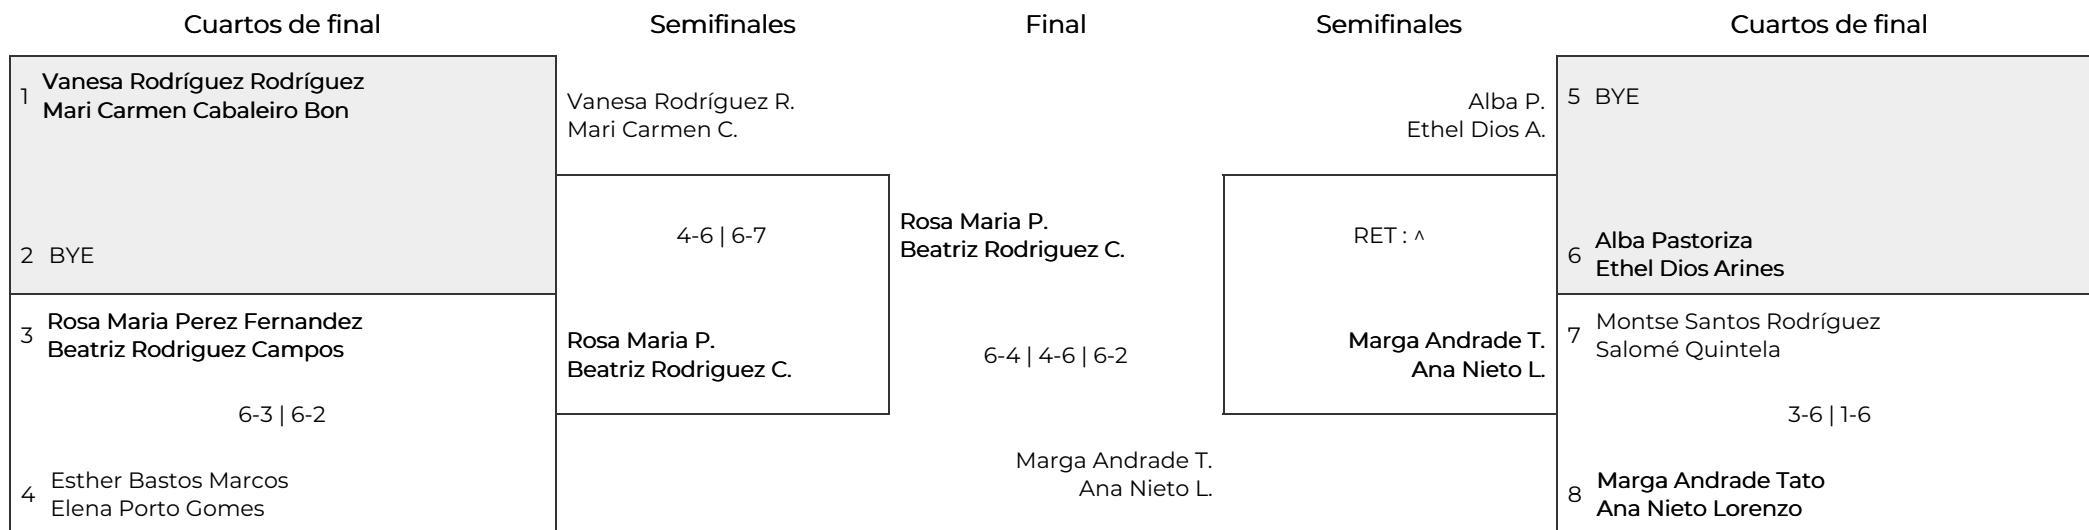 Cuartos de final
Semifinales
Final
Semifinales
Cuartos de final
1
Vanesa Rodríguez Rodríguez
Mari Carmen Cabaleiro Bon
2 BYE
3
Rosa Maria Perez Fernandez
Beatriz Rodriguez Campos
6-3 | 6-2
4
Esther Bastos Marcos
Elena Porto Gomes
Vanesa Rodríguez R.
Mari Carmen C.
4-6 | 6-7
Rosa Maria P.
Beatriz Rodriguez C.
Rosa Maria P.
Beatriz Rodriguez C.
6-4 | 4-6 | 6-2
Marga Andrade T.
Ana Nieto L.
Alba P.
Ethel Dios A.
RET : ^
Marga Andrade T.
Ana Nieto L.
5 BYE
6
Alba Pastoriza
Ethel Dios Arines
7
Montse Santos Rodríguez
Salomé Quintela
3-6 | 1-6
8
Marga Andrade Tato
Ana Nieto Lorenzo